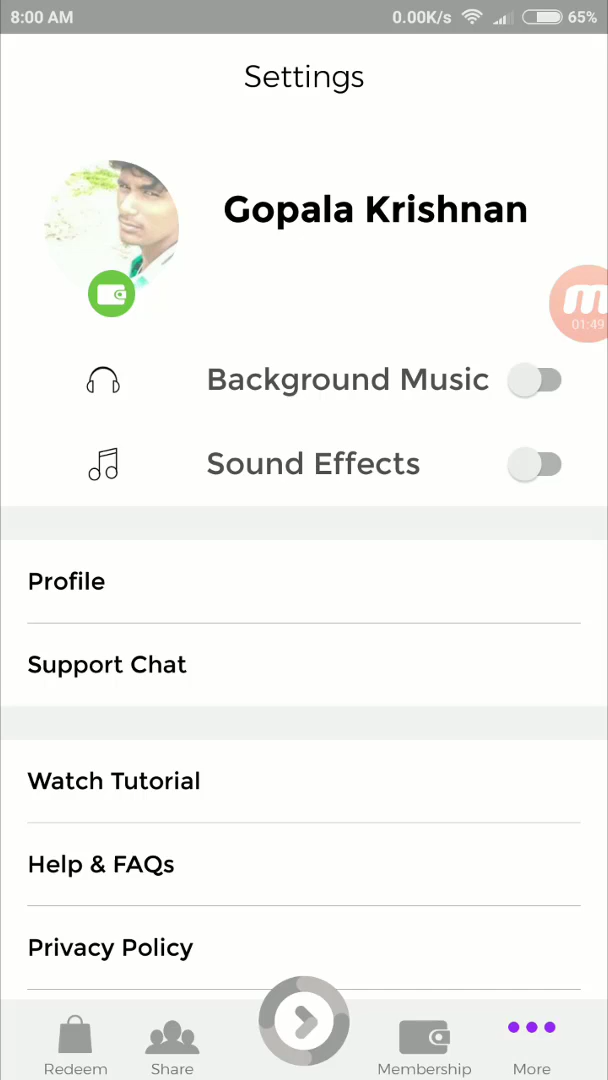 8:00 AM 0.00K/s 65%
Settings
Gopala Krishnan
01:49
Background Music
Sound Effects
Profile
Support Chat
Watch Tutorial
Help & FAQs
Privacy Policy
Redeem Share Membership More